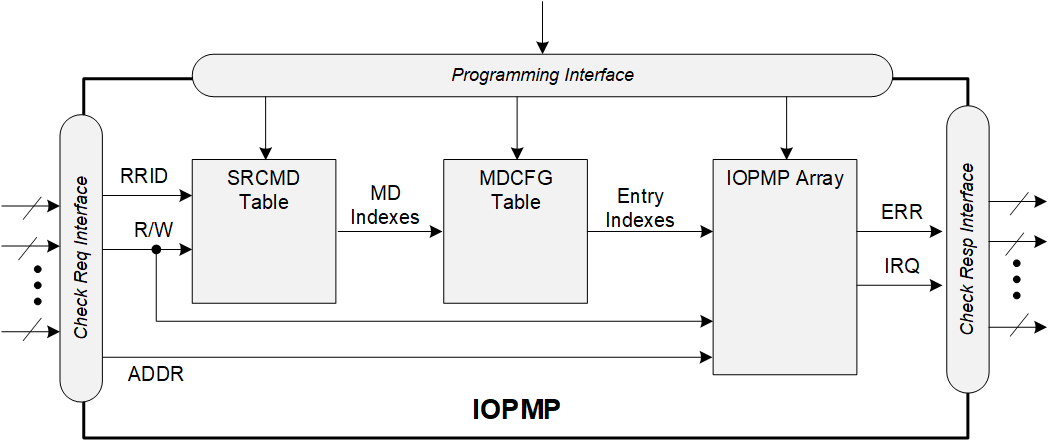 Programming Interface
Check Req Interface
RRID
R/W
ADDR
SRCMD
Table
MD
Indexes
MDCFG
Table
Entry
Indexes
IOPMP Array
ERR
IRQ
Check Resp Interface
IOPMP